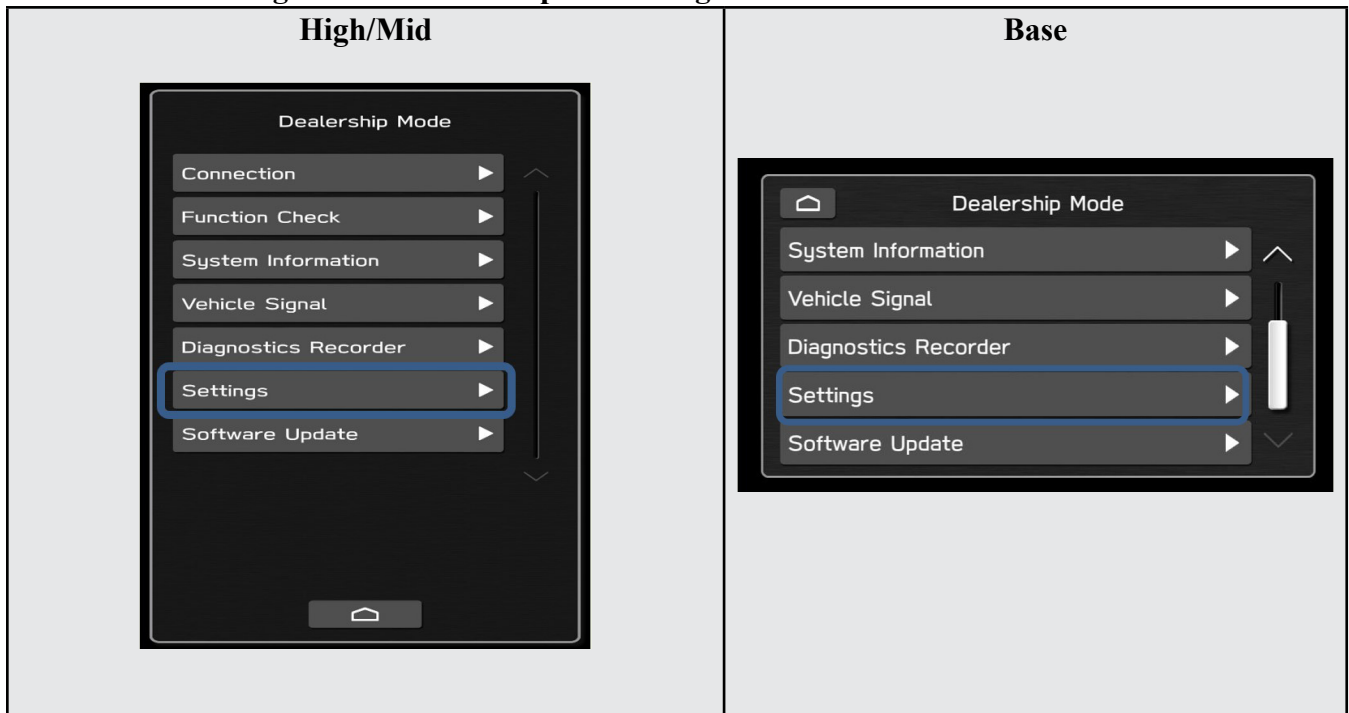 High/Mid
Base
Dealership Mode
Connection
Function Check
System Information
Vehicle Signal
Diagnostics Recorder
Settings
Software Update
Dealership Mode
System Information
Vehicle Signal
Diagnostics Recorder
Settings
Software Update